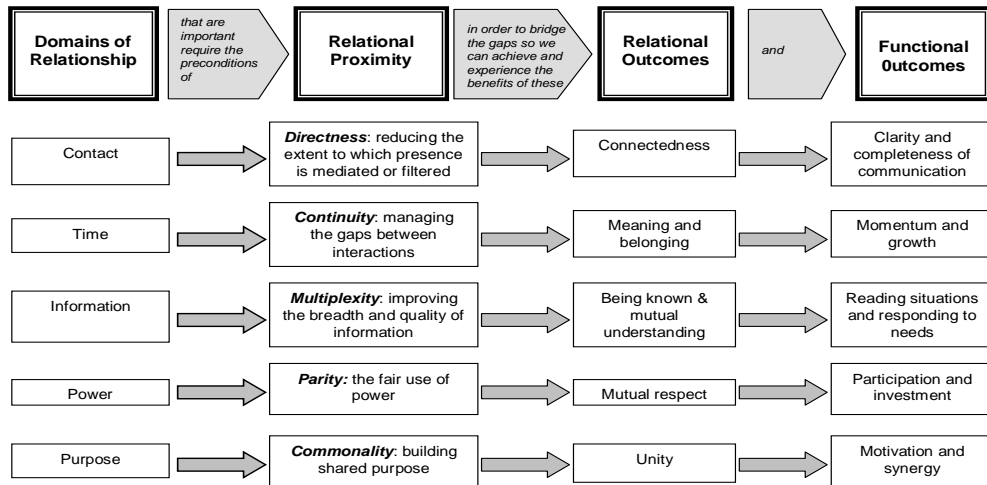 Domains of
Relationship
that are
important
require the
preconditions
of
Relational
Proximity
in order to bridge
the gaps so we
can achieve and
experience the
benefits of these
Relational
Outcomes
and
Functional
0utcomes
Contact
Directness: reducing the
extent to which presence
is mediated or filtered
Connectedness
Clarity and
completeness of
communication
Time
Continuity: managing
the gaps between
interactions
Meaning and
belonging
Momentum and
growth
Information
Multiplexity: improving
the breadth and quality of
information
Being known &
mutual
understanding
Reading situations
and responding to
needs
Power
Parity: the fair use of
power
Mutual respect
Participation and
investment
Purpose
Commonality: building
shared purpose
Unity
Motivation and
synergy